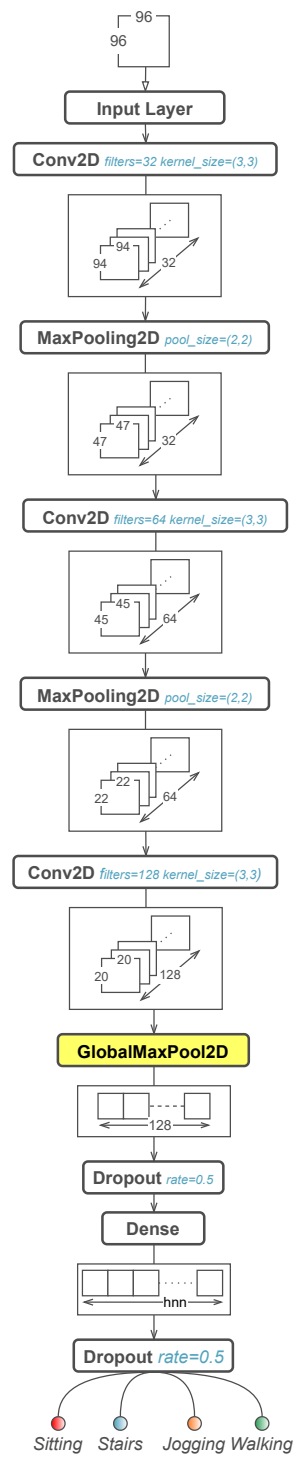 96
96
Input Layer
Conv2D filters=32 kernel_size=(3,3)
94
94
32
MaxPooling2D pool_size=(2,2)
47
47
32
Conv2D filters=64 kernel_size=(3,3)
45
45
64
MaxPooling2D pool_size=(2,2)
22
22
64
Conv2D filters=128 kernel_size=(3,3)
20
20
128
GlobalMaxPool2D
128
Dropout rate=0.5
Dense
hnn
Dropout rate=0.5
Sitting Stairs Jogging Walking